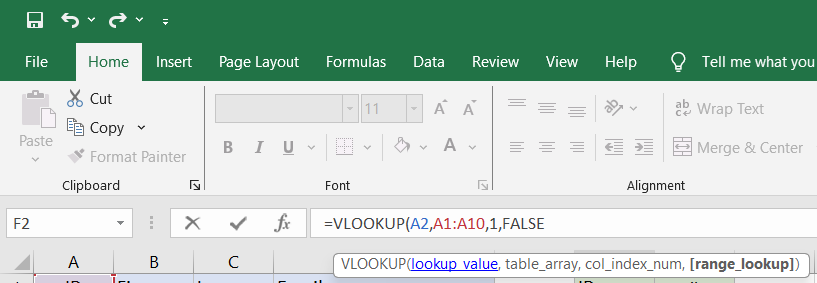 File Home Insert Page Layout Formulas Data Review View Help Tell me what you
Paste
Cut
Copy
Format Painter
Clipboard
11 A A
B I U A
Font
ab Wrap Text
Merge & Center
Alignment
F2 fx =VLOOKUP(A2,A1:A10,1,FALSE
VLOOKUP(lookup_value, table_array, col_index_num, [range_lookup])
A B C